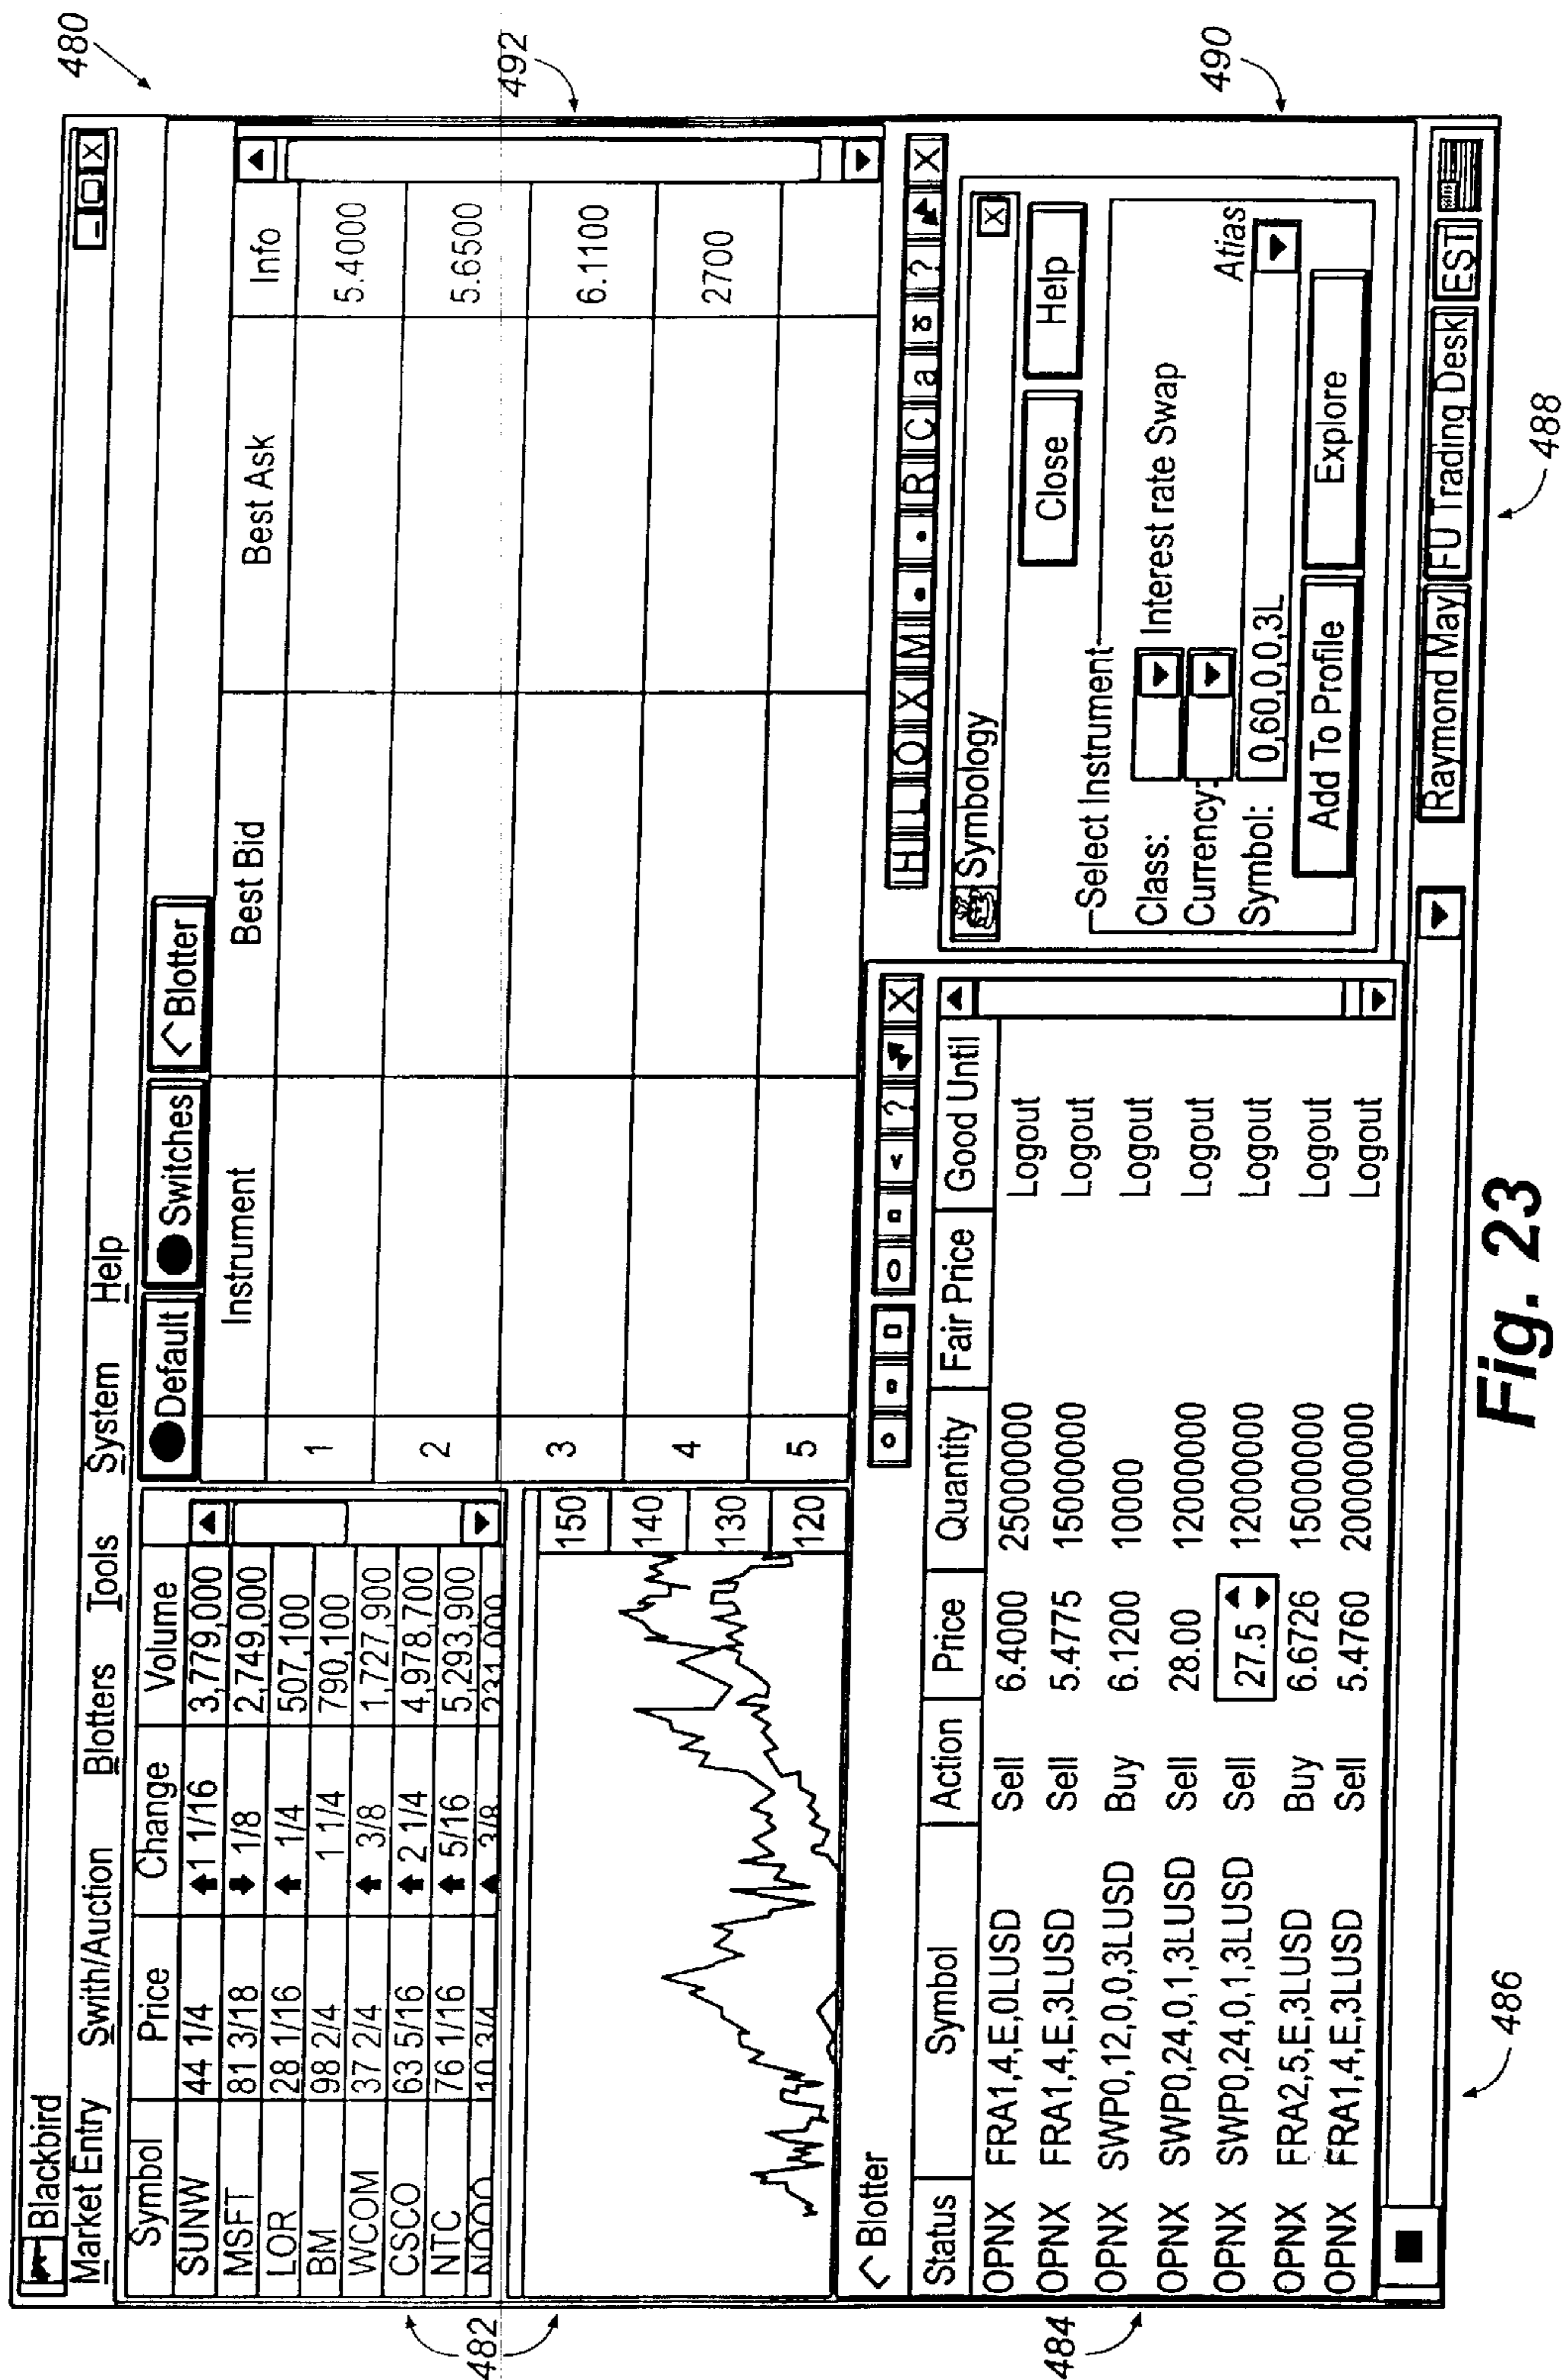 480
Blackbird
Market Entry Swith/Auction Blotters Tools System Help
Default Switches < Blotter
Symbol Price Change Volume
SUNW 44 1/4 1 1/16 3,779,000
MSFT 81 3/18 1/8 2,749,000
LOR 28 1/16 1/4 507,100
BM 98 2/4 1 1/4 790,100
WCOM 37 2/4 3/8 1,727,900
CSCO 63 5/16 2 1/4 4,978,700
NTC 76 1/16 5/16 5,293,900
10 3/4 3/8
482
150
140
130
120
Instrument Best Bid Best Ask Info
1 5.4000
2 5.6500
3 6.1100
4 2700
5
492
< Blotter
? X
Status Symbol Action Price Quantity Fair Price Good Until
OPNX FRA1,4,E,0LUSD Sell 6.4000 25000000 Logout
OPNX FRA1,4,E,3LUSD Sell 5.4775 15000000 Logout
OPNX SWP0,12,0,0,3LUSD Buy 6.1200 10000 Logout
OPNX SWP0,24,0,1,3LUSD Sell 28.00 12000000 Logout
OPNX SWP0,24,0,1,3LUSD Sell 27.5 12000000 Logout
OPNX FRA2,5,E,3LUSD Buy 6.6726 15000000 Logout
OPNX FRA1,4,E,3LUSD Sell 5.4760 20000000 Logout
484
H L O X M R C a ? X
Symbology X
Close Help
Select Instrument
Class: Interest rate Swap
Currency:
Atias
Symbol: 0,60,0,0,3L
Add To Profile Explore
490
Raymond May FU Trading Desk EST
486
488
Fig. 23